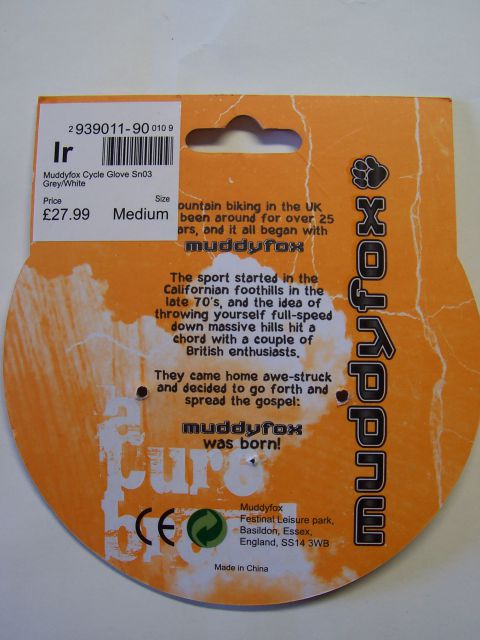 2 939011-90 010 9
Ir
Muddyfox Cycle Glove Sn03
Grey/White
Price Size
£27.99 Medium
ountain biking in the UK
been around for over 25
ars, and it all began with
muddyfox
The sport started in the
Californian foothills in the
late 70's, and the idea of
throwing yourself full-speed
down massive hills hit a
chord with a couple of
British enthusiasts.
They came home awe-struck
and decided to go forth and
spread the gospel:
muddyfox
was born!
muddyfox
a
CE
Muddyfox
Festinat Leisure park,
Basildon, Essex,
England, SS14 3WB
Made in China